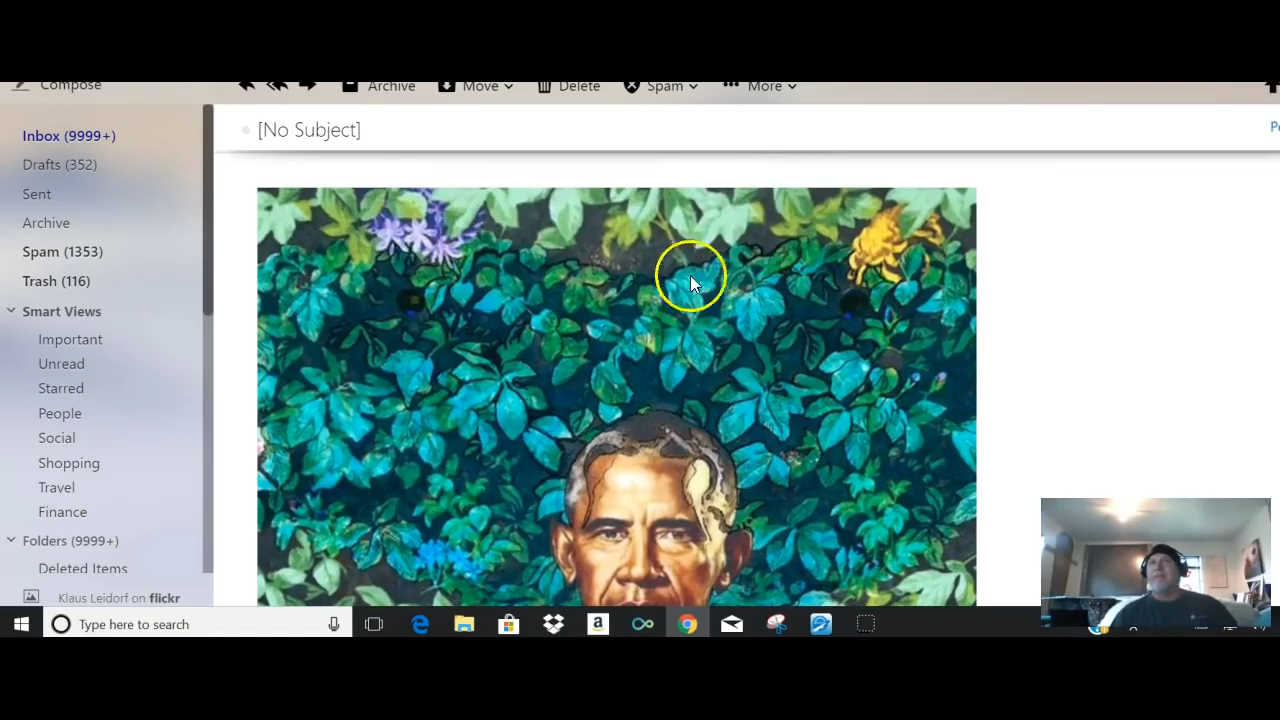 Compose
Archive Move Delete Spam More
[No Subject]
Inbox (9999+)
Drafts (352)
Sent
Archive
Spam (1353)
Trash (116)
Smart Views
Important
Unread
Starred
People
Social
Shopping
Travel
Finance
Folders (9999+)
Deleted Items
Klaus Leidorf on flickr
Type here to search
a